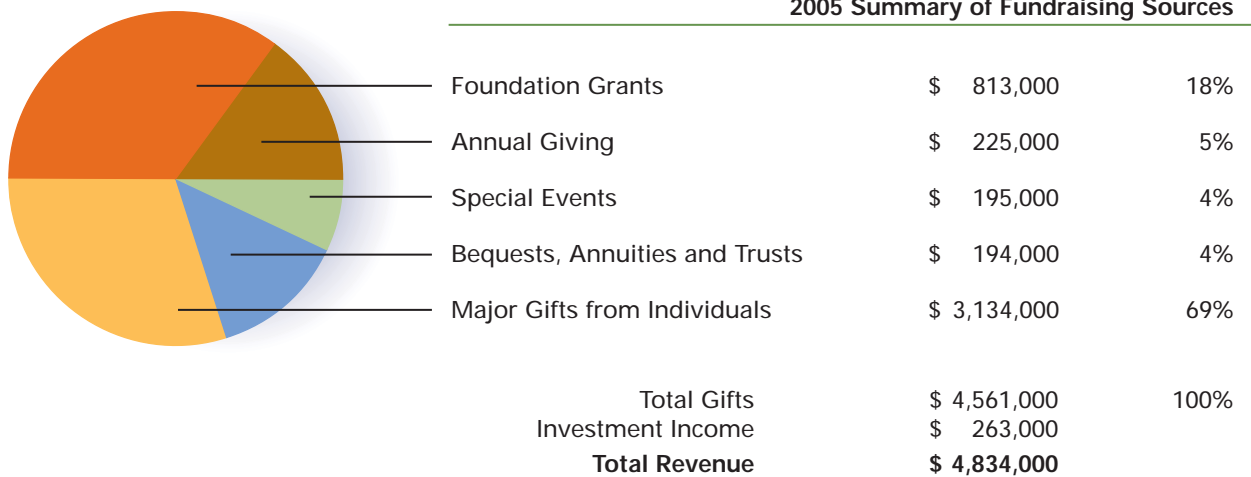 2005 Summary of Fundraising Sources
Foundation Grants $ 813,000 18%
Annual Giving $ 225,000 5%
Special Events $ 195,000 4%
Bequests, Annuities and Trusts $ 194,000 4%
Major Gifts from Individuals $ 3,134,000 69%
Total Gifts $ 4,561,000 100%
Investment Income $ 263,000
Total Revenue $ 4,834,000